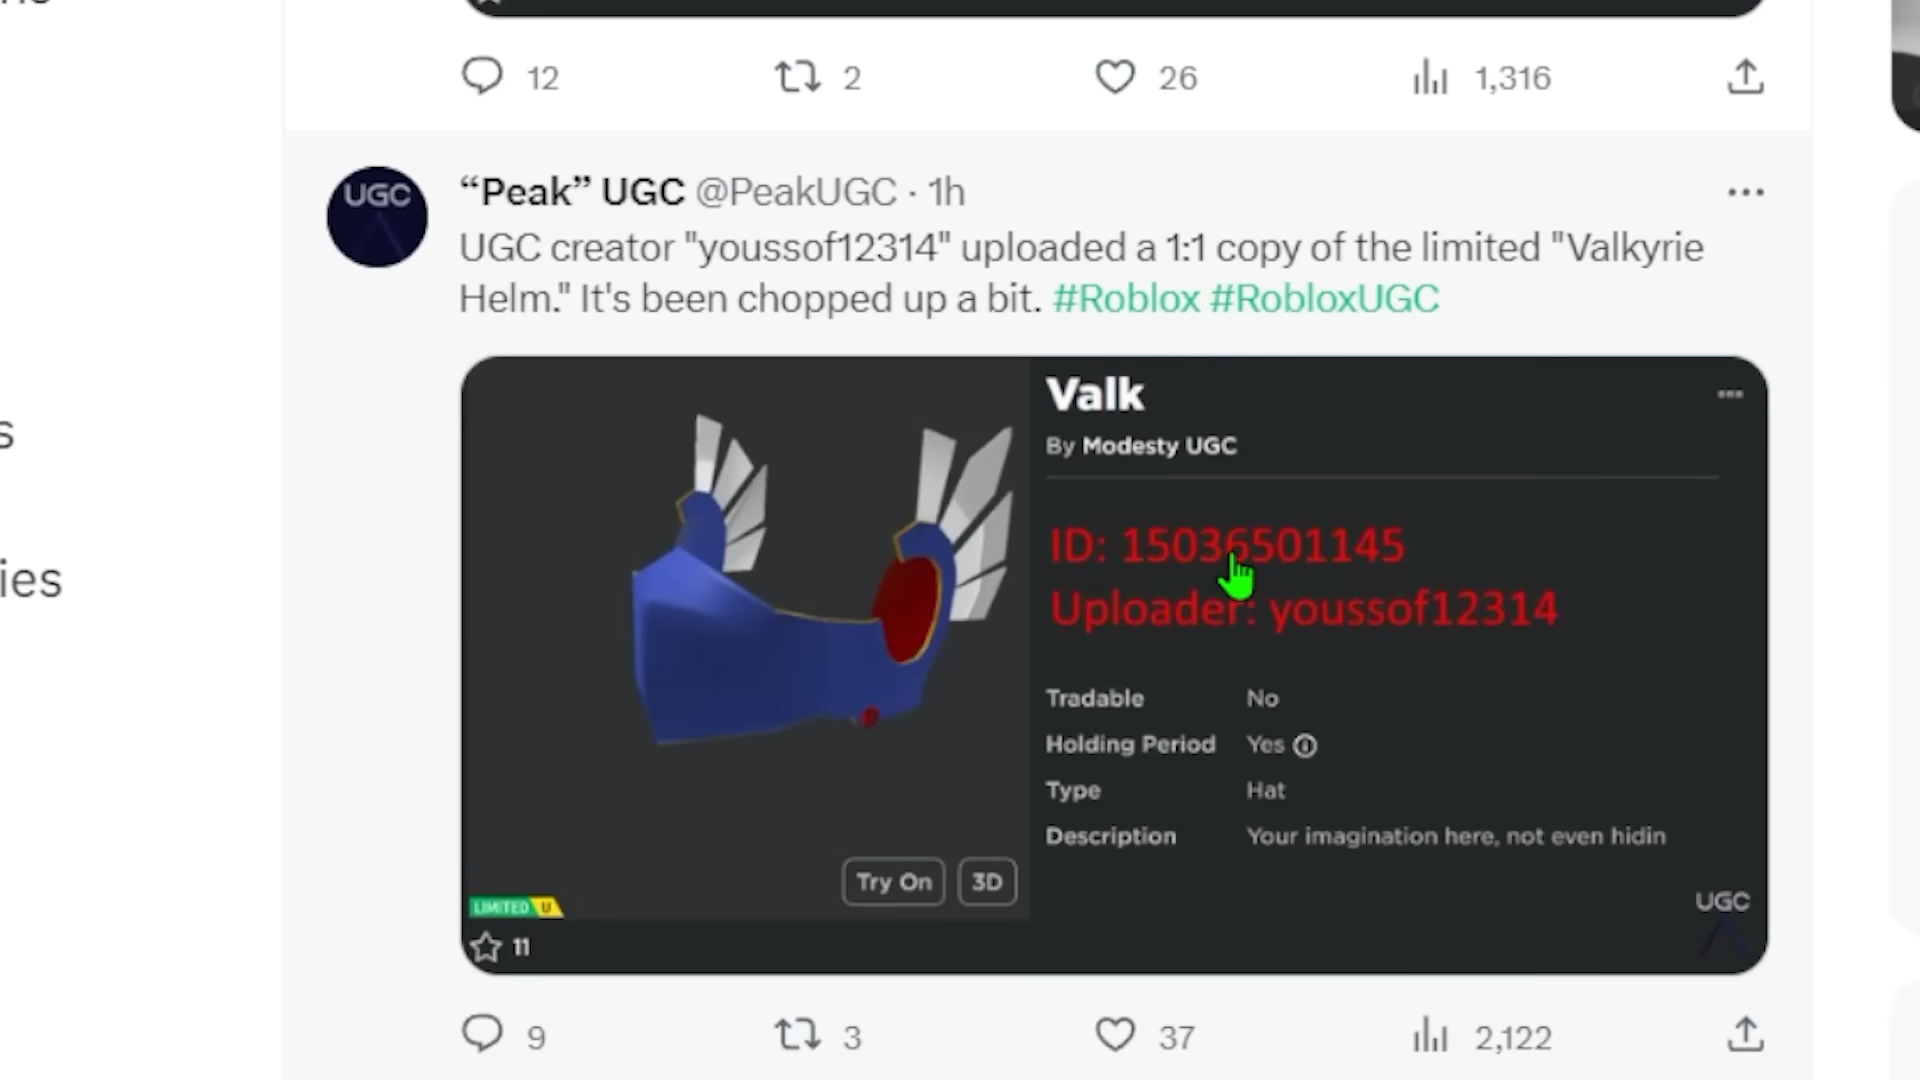 12 2 26 1,316
UGC
“Peak” UGC @PeakUGC · 1h
UGC creator "youssof12314" uploaded a 1:1 copy of the limited "Valkyrie
Helm." It's been chopped up a bit. #Roblox #RobloxUGC
Valk
By Modesty UGC
ID: 15036501145
Uploader: youssof12314
Tradable No
Holding Period Yes
Type Hat
Description Your imagination here, not even hidin
Try On 3D
LIMITED U
11
UGC
9 3 37 2,122
s
ies